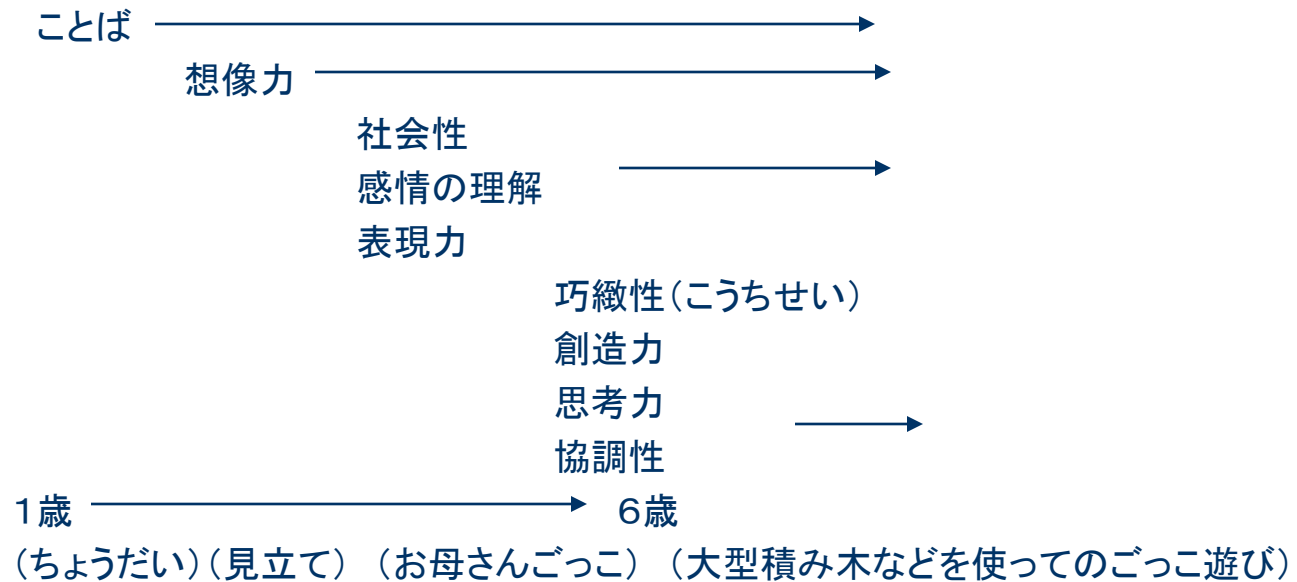 ことば
想像力
社会性
感情の理解
表現力
巧緻性(こうちせい)
創造力
思考力
協調性
1歳 6歳
(ちょうだい)(見立て) (お母さんごっこ) (大型積み木などを使ってのごっこ遊び)